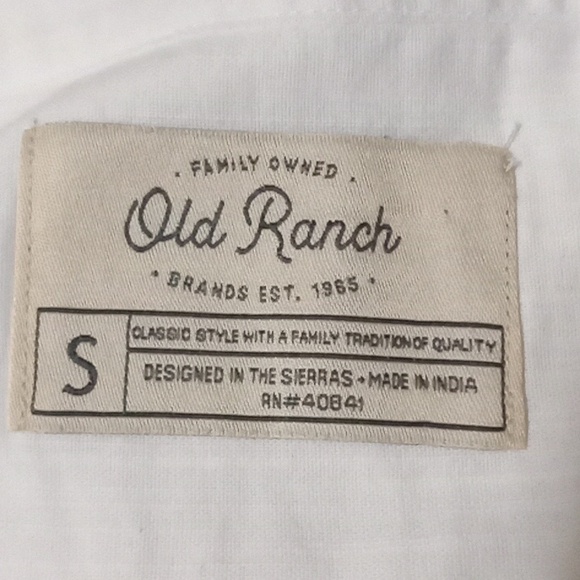 · FAMILY OWNED ·
Old Ranch
· BRANDS EST. 1965 ·
S
CLASSIC STYLE WITH A FAMILY TRADITION OF QUALITY
DESIGNED IN THE SIERRAS • MADE IN INDIA
RN#40841